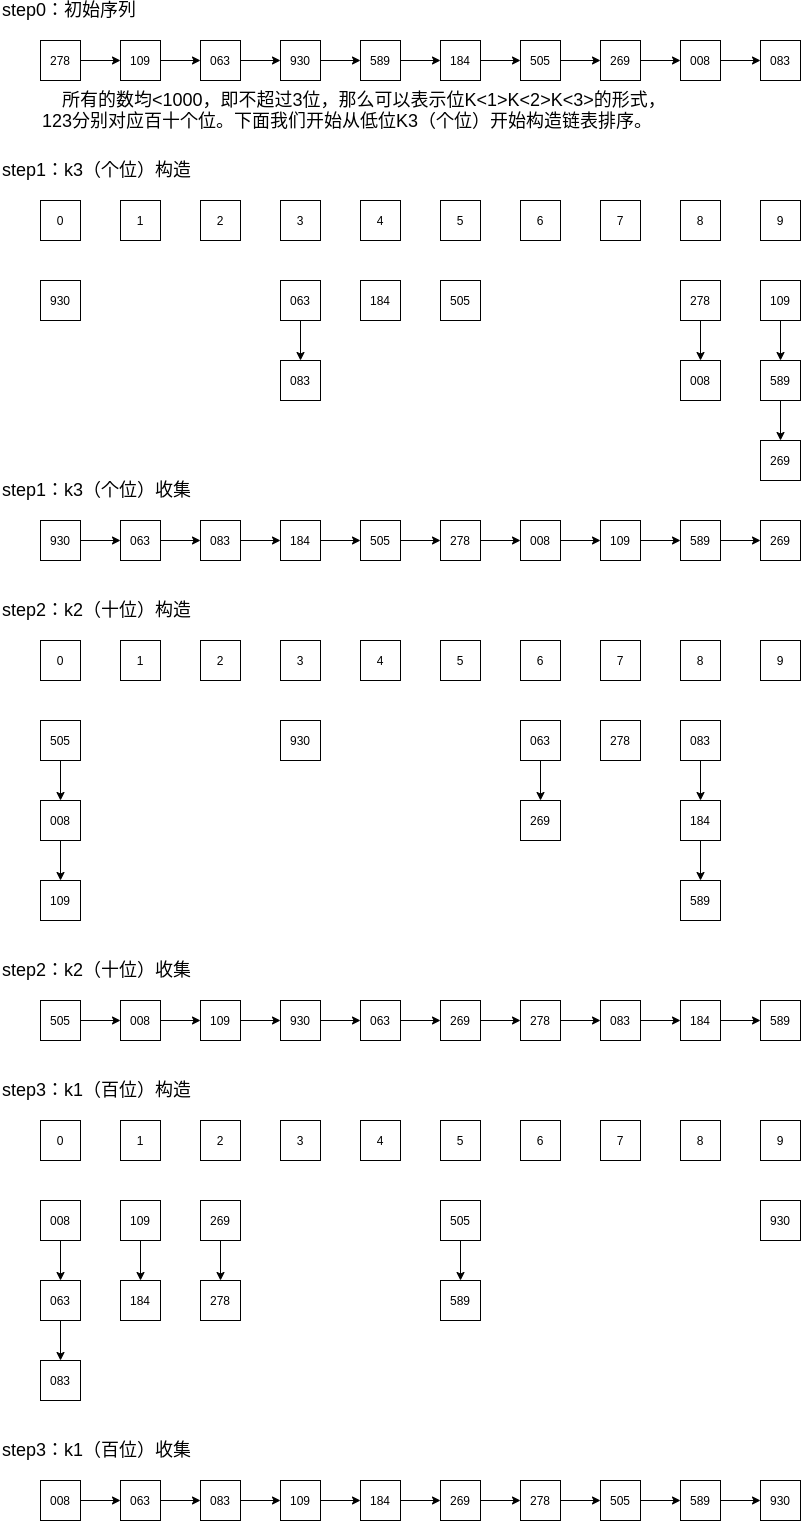 step0：初始序列
278 109 063 930 589 184 505 269 008 083
所有的数均<1000，即不超过3位，那么可以表示位K<1>K<2>K<3>的形式，
123分别对应百十个位。下面我们开始从低位K3（个位）开始构造链表排序。
step1：k3（个位）构造
0 1 2 3 4 5 6 7 8 9
930 063 184 505 278 109
083 008 589
269
step1：k3（个位）收集
930 063 083 184 505 278 008 109 589 269
step2：k2（十位）构造
0 1 2 3 4 5 6 7 8 9
505 930 063 278 083
008 269 184
109 589
step2：k2（十位）收集
505 008 109 930 063 269 278 083 184 589
step3：k1（百位）构造
0 1 2 3 4 5 6 7 8 9
008 109 269 505 930
063 184 278 589
083
step3：k1（百位）收集
008 063 083 109 184 269 278 505 589 930